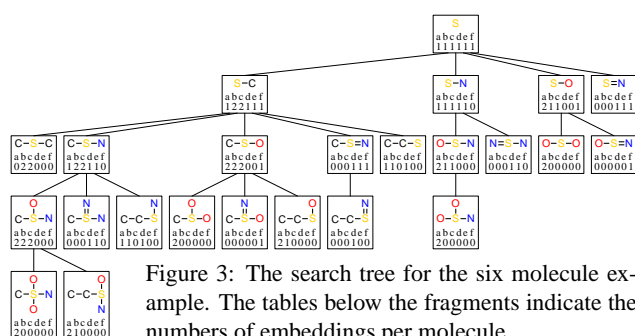 S
abcdef
111111
S–C
abcdef
122111
S–N
abcdef
111110
S–O
abcdef
211001
S=N
abcdef
000111
C–S–C
abcdef
022000
C–S–N
abcdef
122110
C–S–O
abcdef
222001
C–S=N
abcdef
000111
C–C–S
abcdef
110100
O–S–N
abcdef
211000
N=S–N
abcdef
000110
O–S–O
abcdef
200000
O–S=N
abcdef
000001
O
C–S–N
abcdef
222000
N
C–S–N
abcdef
000110
N
C–C–S
abcdef
110100
O
C–S–O
abcdef
200000
N
C–S–O
abcdef
000001
O
C–C–S
abcdef
210000
N
C–C–S
abcdef
000100
O
O–S–N
abcdef
200000
O
C–S–N
O
abcdef
200000
O
C–C–S
N
abcdef
210000
Figure 3: The search tree for the six molecule ex-
ample. The tables below the fragments indicate the
numbers of embeddings per molecule.